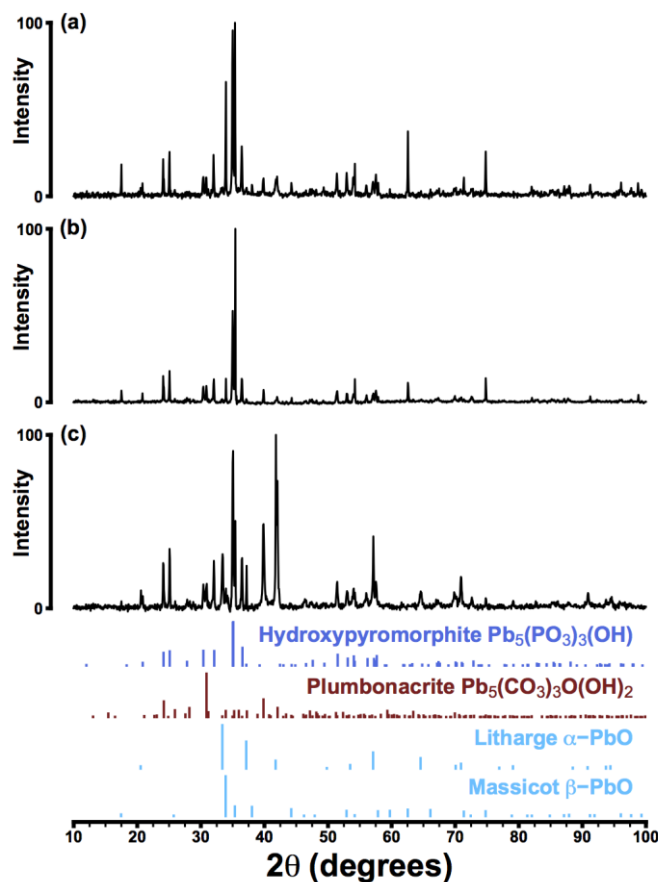 100
(a)
Intensity
0
100
(b)
Intensity
0
100
(c)
Intensity
0
Hydroxypyromorphite Pb₅(PO₃)₃(OH)
Plumbonacrite Pb₅(CO₃)₃O(OH)₂
Litharge α−PbO
Massicot β−PbO
10 20 30 40 50 60 70 80 90 100
2θ (degrees)